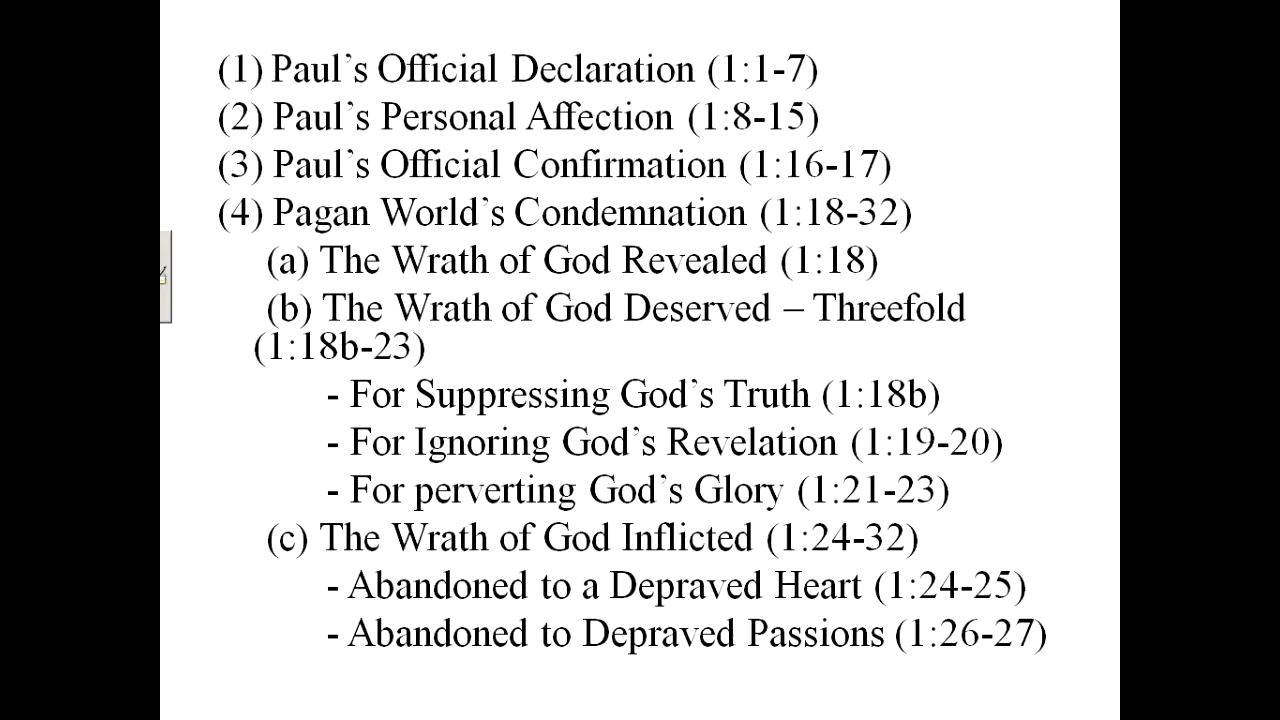 (1) Paul's Official Declaration (1:1-7)
(2) Paul's Personal Affection (1:8-15)
(3) Paul's Official Confirmation (1:16-17)
(4) Pagan World's Condemnation (1:18-32)
(a) The Wrath of God Revealed (1:18)
(b) The Wrath of God Deserved – Threefold
(1:18b-23)
- For Suppressing God's Truth (1:18b)
- For Ignoring God's Revelation (1:19-20)
- For perverting God's Glory (1:21-23)
(c) The Wrath of God Inflicted (1:24-32)
- Abandoned to a Depraved Heart (1:24-25)
- Abandoned to Depraved Passions (1:26-27)